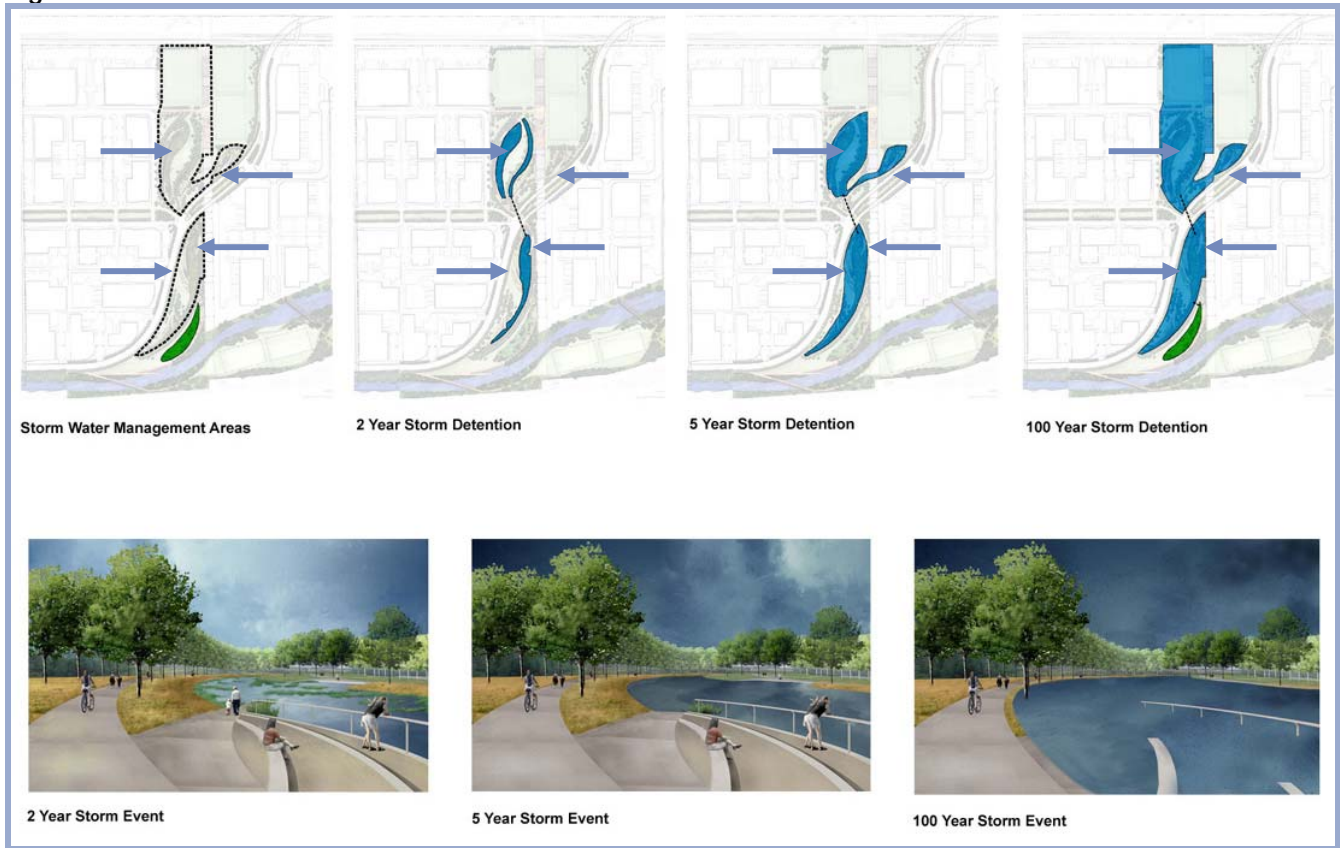 Storm Water Management Areas
2 Year Storm Detention
5 Year Storm Detention
100 Year Storm Detention
2 Year Storm Event
5 Year Storm Event
100 Year Storm Event